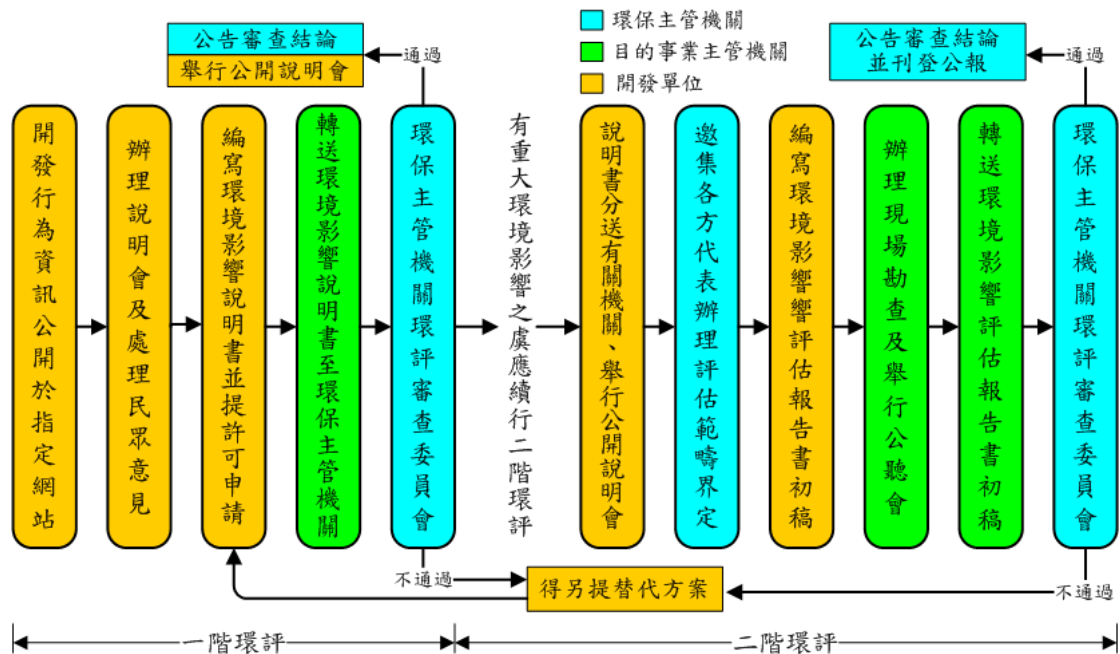 環保主管機關
目的事業主管機關
開發單位
公告審查結論
舉行公開說明會
通過
公告審查結論
並刊登公報
通過
開發行為資訊公開於指定網站
辦理說明會及處理民眾意見
編寫環境影響說明書並提許可申請
轉送環境影響說明書至環保主管機關
環保主管機關環評審查委員會
有重大環境影響之虞應續行二階環評
說明書分送有關機關、舉行公開說明會
邀集各方代表辦理評估範疇界定
編寫環境影響評估報告書初稿
辦理現場勘查及舉行公聽會
轉送環境影響評估報告書初稿
環保主管機關環評審查委員會
不通過
得另提替代方案
不通過
一階環評
二階環評